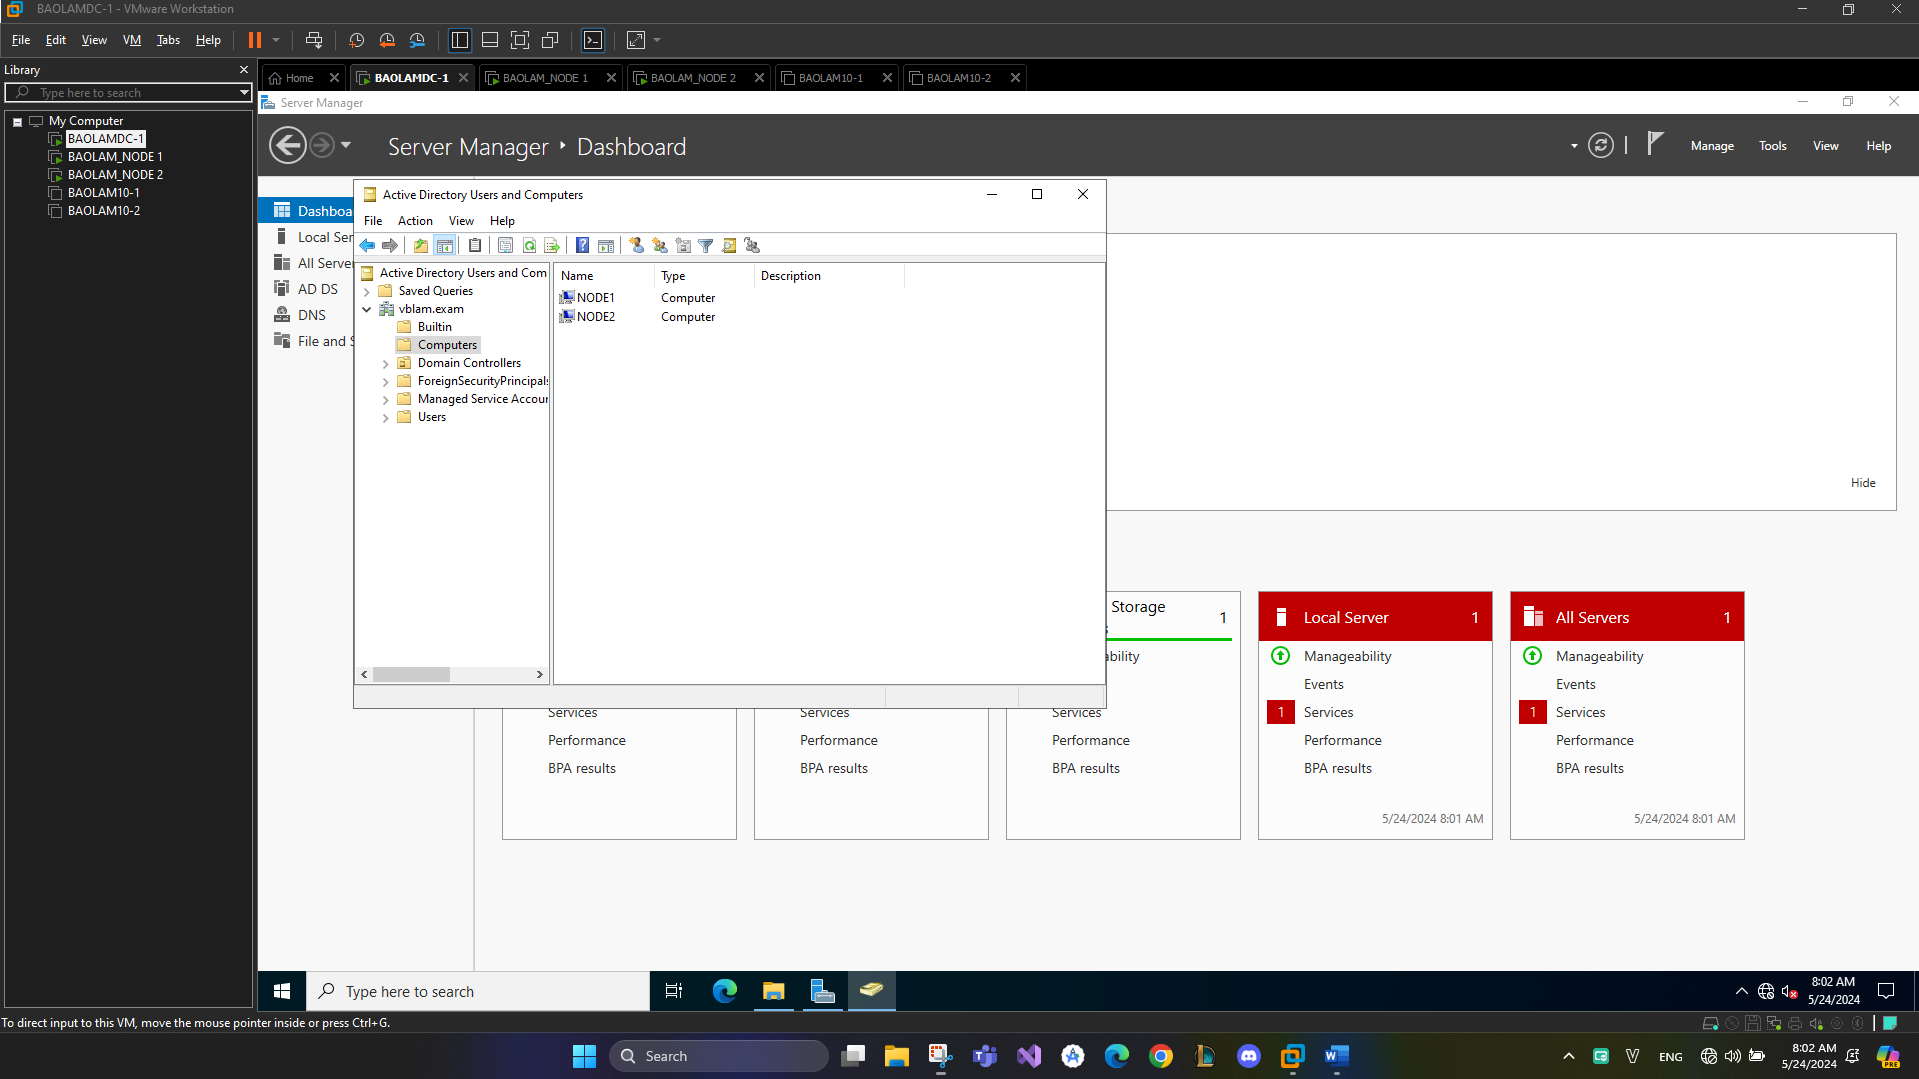 BAOLAMDC-1 - VMware Workstation
File Edit View VM Tabs Help
Library
Type here to search
My Computer
BAOLAMDC-1
BAOLAM_NODE 1
BAOLAM_NODE 2
BAOLAM10-1
BAOLAM10-2
Home BAOLAMDC-1 BAOLAM_NODE 1 BAOLAM_NODE 2 BAOLAM10-1 BAOLAM10-2
Server Manager
Server Manager Dashboard
Manage Tools View Help
Dashboa
Local Ser
All Server
AD DS
DNS
File and S
Active Directory Users and Computers
File Action View Help
Active Directory Users and Com
Saved Queries
vblam.exam
Builtin
Computers
Domain Controllers
ForeignSecurityPrincipals
Managed Service Accour
Users
Name Type Description
NODE1 Computer
NODE2 Computer
Hide
Services
Performance
BPA results
Services
Performance
BPA results
Storage
1
ability
Services
Performance
BPA results
Local Server 1
Manageability
Events
1 Services
Performance
BPA results
5/24/2024 8:01 AM
All Servers 1
Manageability
Events
1 Services
Performance
BPA results
5/24/2024 8:01 AM
Type here to search
8:02 AM
5/24/2024
To direct input to this VM, move the mouse pointer inside or press Ctrl+G.
Search
ENG
8:02 AM
5/24/2024
PRE